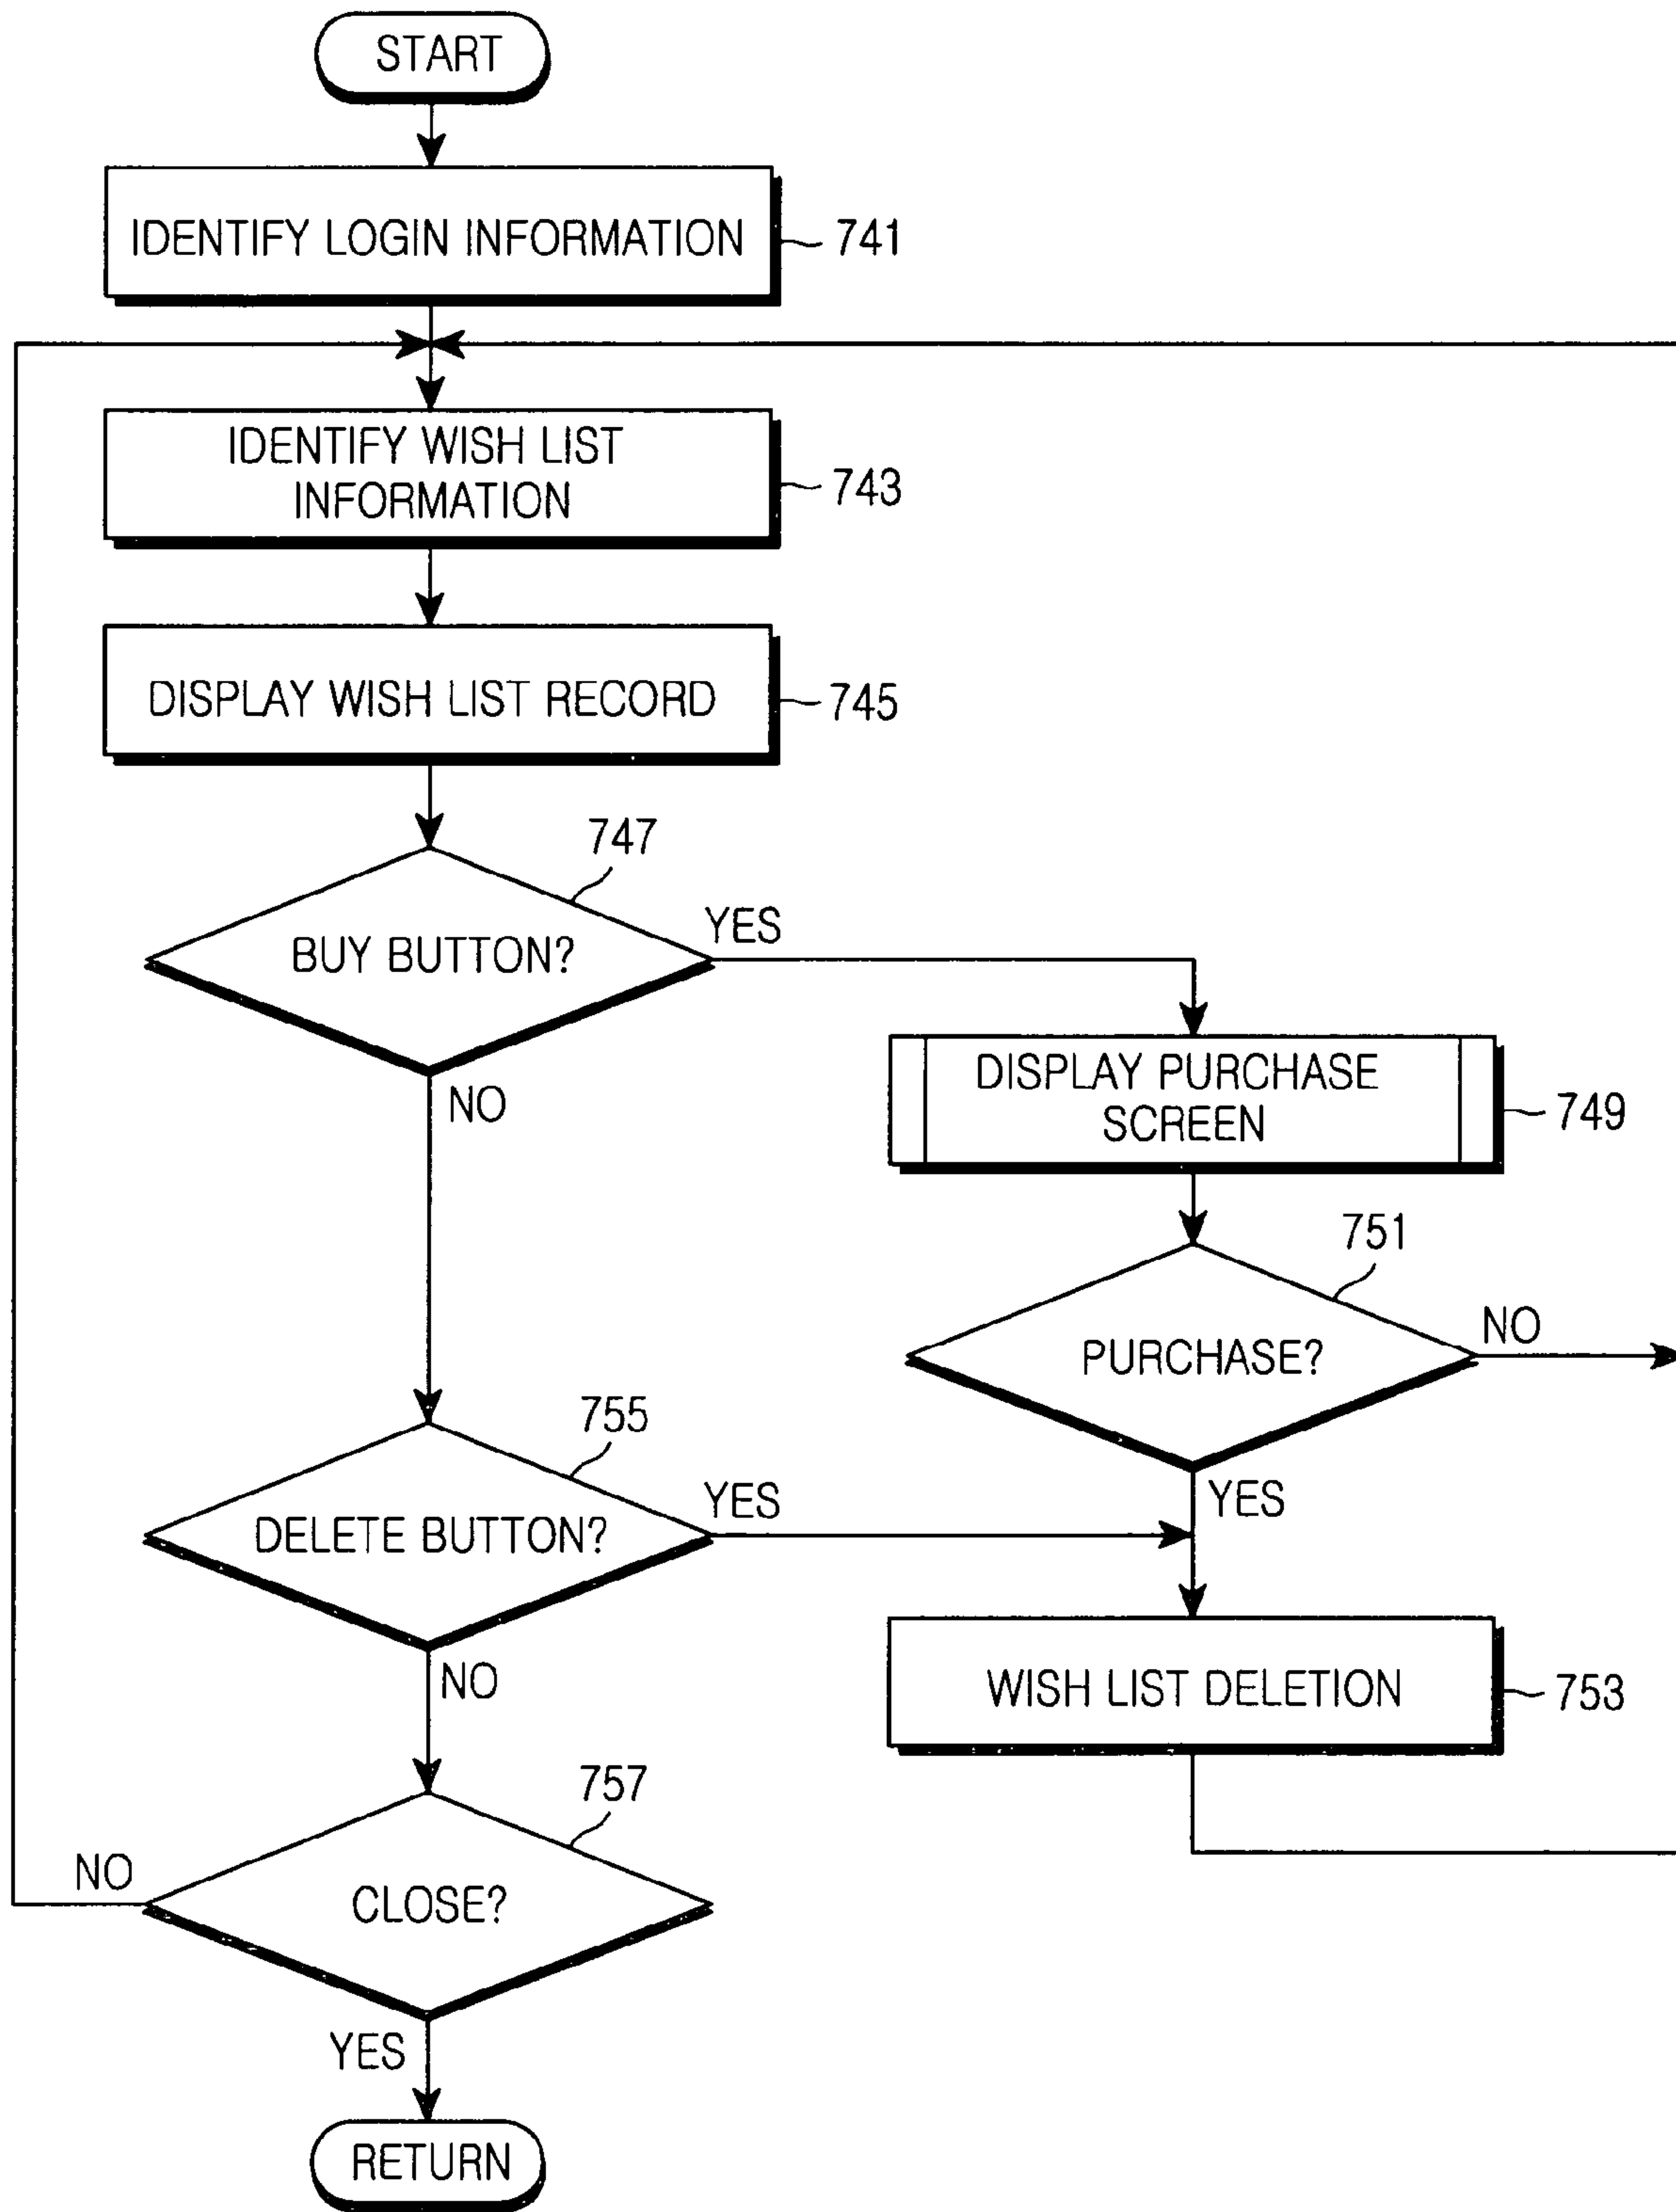 START
IDENTIFY LOGIN INFORMATION
741
IDENTIFY WISH LIST
INFORMATION
743
DISPLAY WISH LIST RECORD
745
747
BUY BUTTON?
YES
NO
DISPLAY PURCHASE
SCREEN
749
751
PURCHASE?
NO
YES
755
DELETE BUTTON?
YES
NO
WISH LIST DELETION
753
757
CLOSE?
NO
YES
RETURN